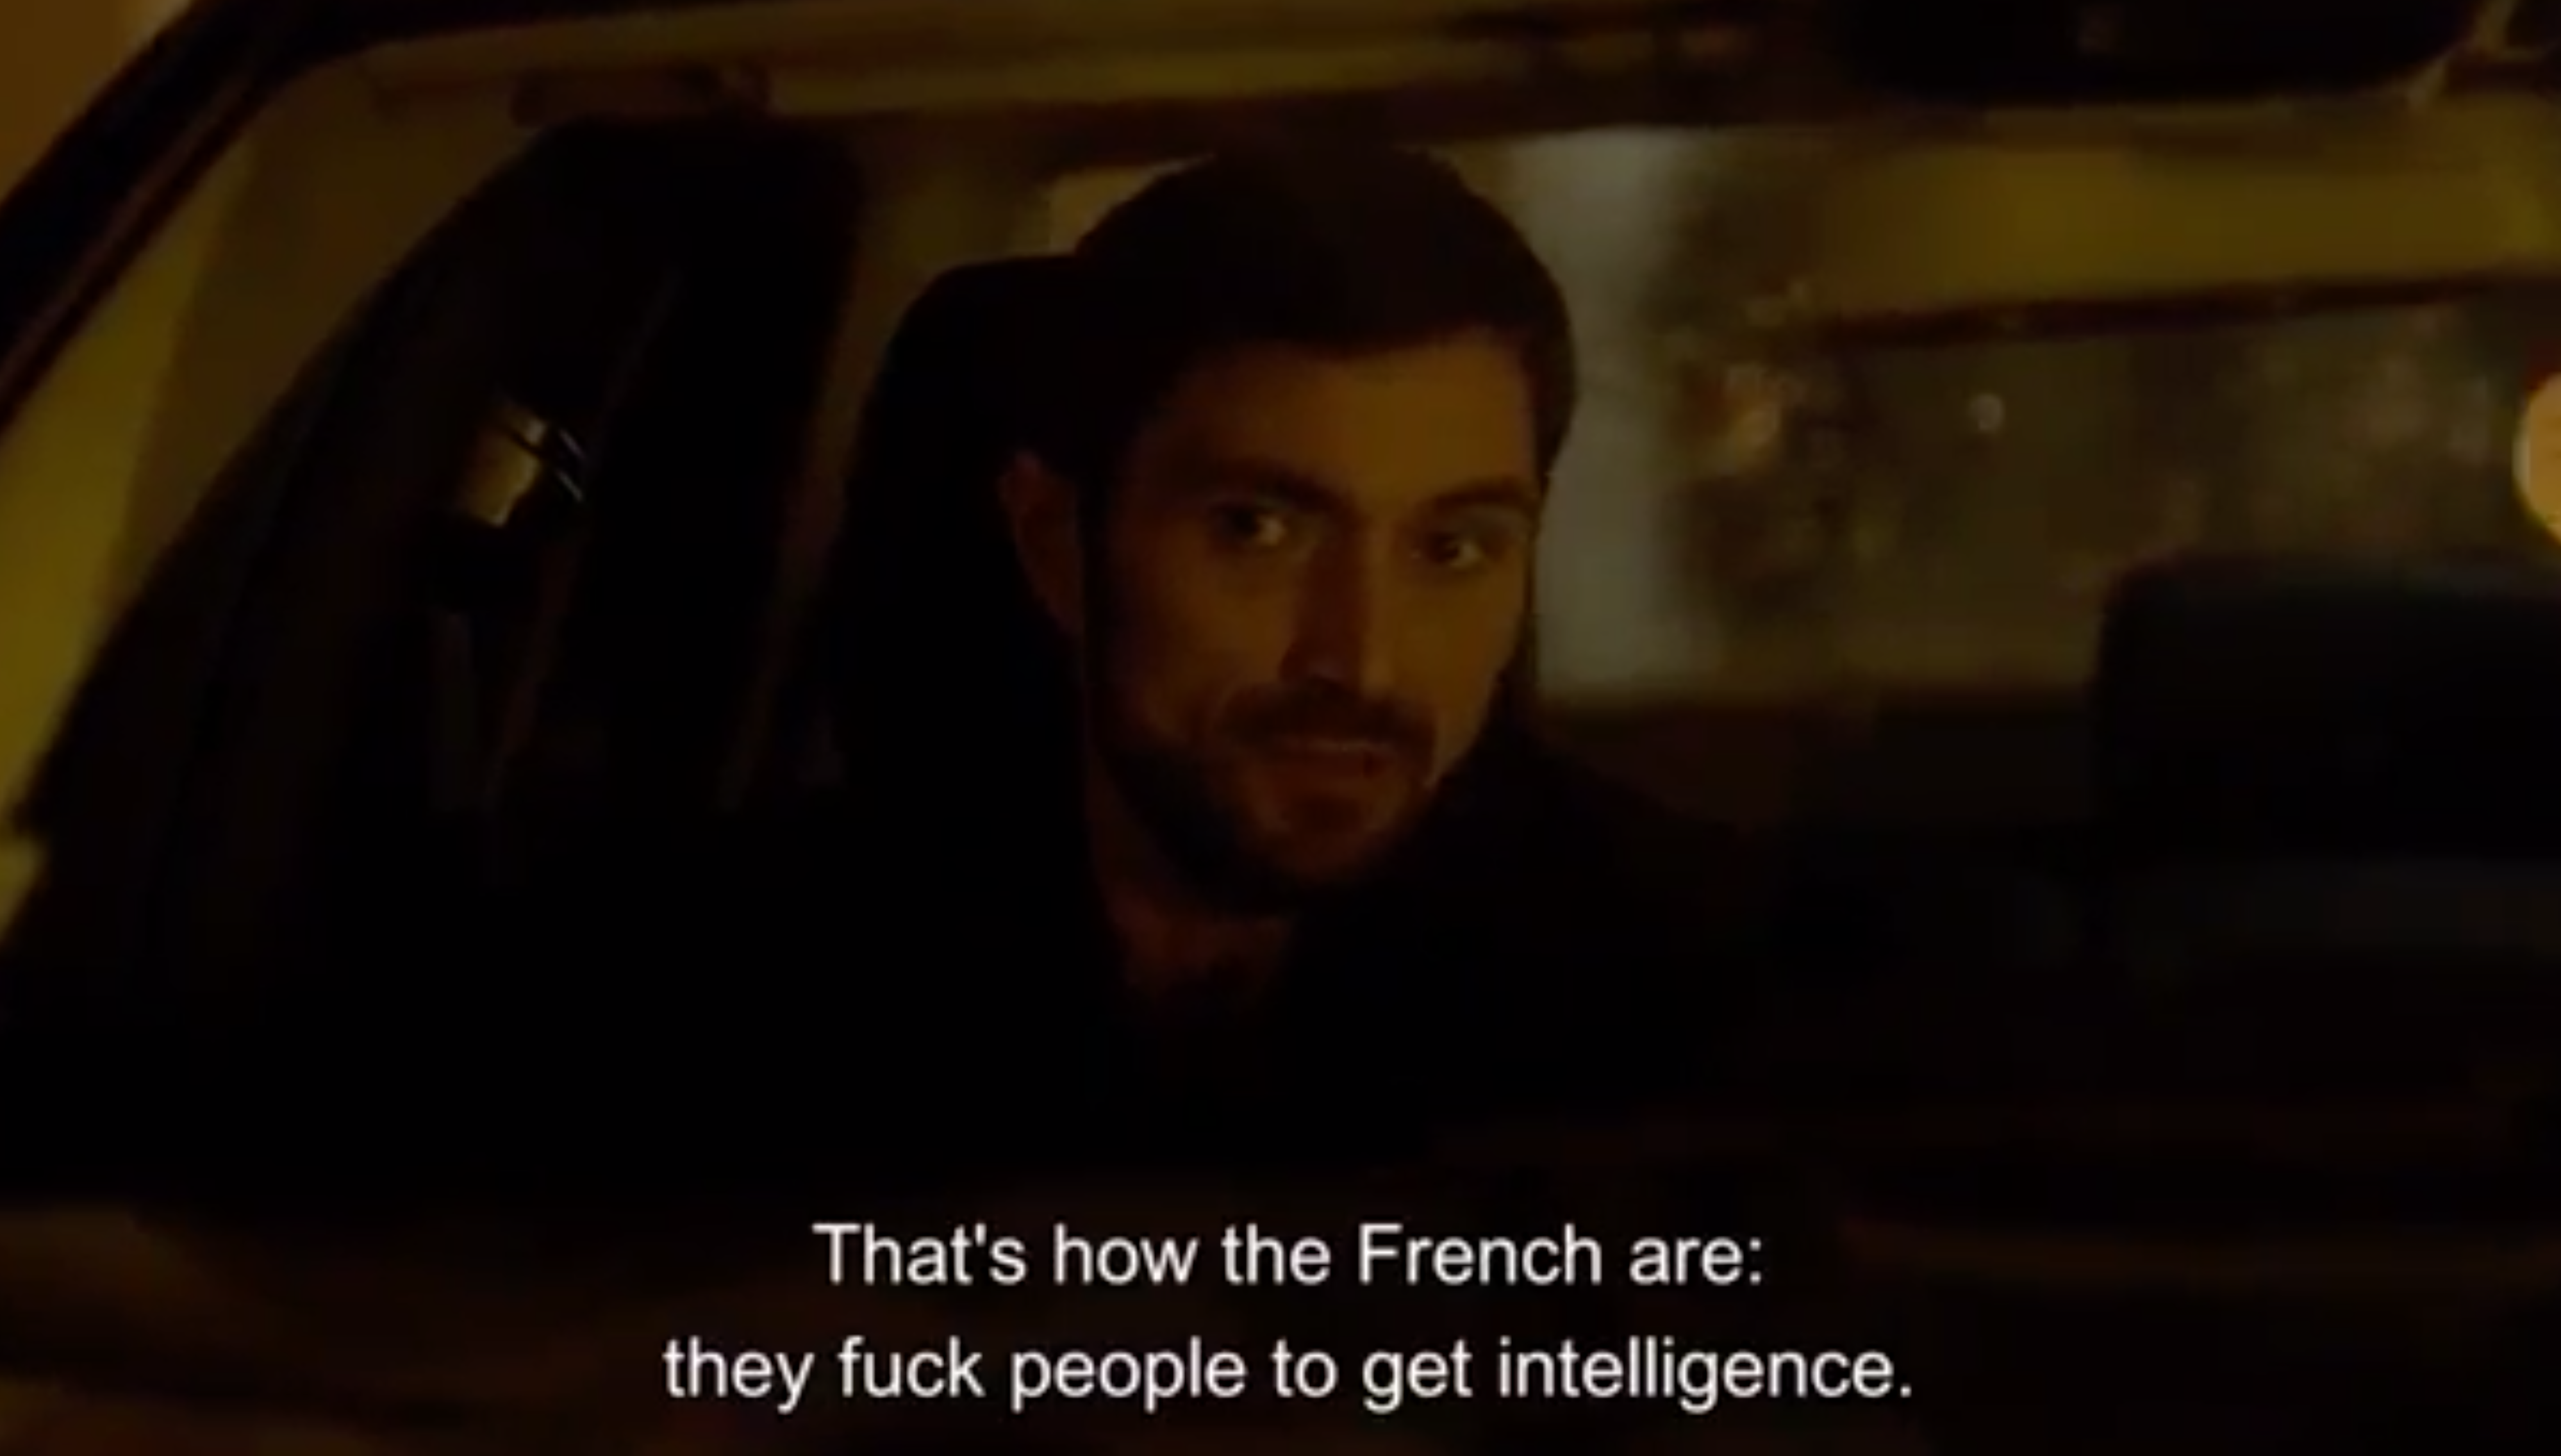 That's how the French are:
they fuck people to get intelligence.